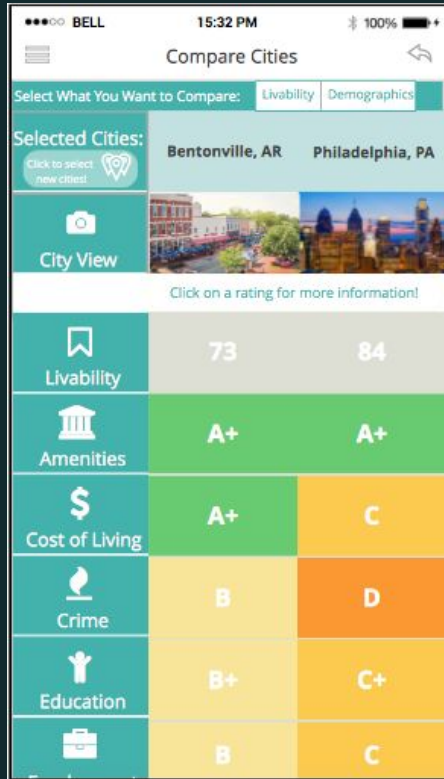 BELL 15:32 PM 100%
Compare Cities
Select What You Want to Compare: Livability Demographics
Selected Cities:
Click to select
new cities!
Bentonville, AR Philadelphia, PA
City View
Click on a rating for more information!
Livability 73 84
Amenities A+ A+
Cost of Living A+ C
Crime B D
Education B+ C+
B C